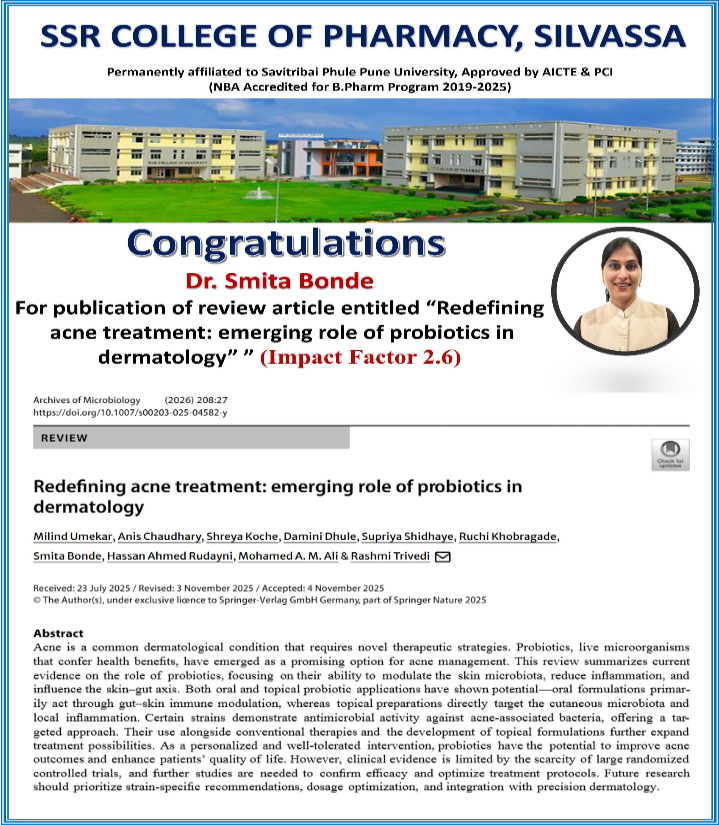 SSR COLLEGE OF PHARMACY, SILVASSA
Permanently affiliated to Savitribai Phule Pune University, Approved by AICTE & PCI
(NBA Accredited for B.Pharm Program 2019-2025)
SSR COLLEGE OF PHARMACY
Congratulations
Dr. Smita Bonde
For publication of review article entitled “Redefining
acne treatment: emerging role of probiotics in
dermatology” ” (Impact Factor 2.6)
Archives of Microbiology (2026) 208:27
https://doi.org/10.1007/s00203-025-04582-y
REVIEW
Check for
updates
Redefining acne treatment: emerging role of probiotics in
dermatology
Milind Umekar, Anis Chaudhary, Shreya Koche, Damini Dhule, Supriya Shidhaye, Ruchi Khobragade,
Smita Bonde, Hassan Ahmed Rudayni, Mohamed A. M. Ali & Rashmi Trivedi
Received: 23 July 2025 / Revised: 3 November 2025 / Accepted: 4 November 2025
© The Author(s), under exclusive licence to Springer-Verlag GmbH Germany, part of Springer Nature 2025
Abstract
Acne is a common dermatological condition that requires novel therapeutic strategies. Probiotics, live microorganisms
that confer health benefits, have emerged as a promising option for acne management. This review summarizes current
evidence on the role of probiotics, focusing on their ability to modulate the skin microbiota, reduce inflammation, and
influence the skin–gut axis. Both oral and topical probiotic applications have shown potential—oral formulations primar-
ily act through gut–skin immune modulation, whereas topical preparations directly target the cutaneous microbiota and
local inflammation. Certain strains demonstrate antimicrobial activity against acne-associated bacteria, offering a tar-
geted approach. Their use alongside conventional therapies and the development of topical formulations further expand
treatment possibilities. As a personalized and well-tolerated intervention, probiotics have the potential to improve acne
outcomes and enhance patients’ quality of life. However, clinical evidence is limited by the scarcity of large randomized
controlled trials, and further studies are needed to confirm efficacy and optimize treatment protocols. Future research
should prioritize strain-specific recommendations, dosage optimization, and integration with precision dermatology.